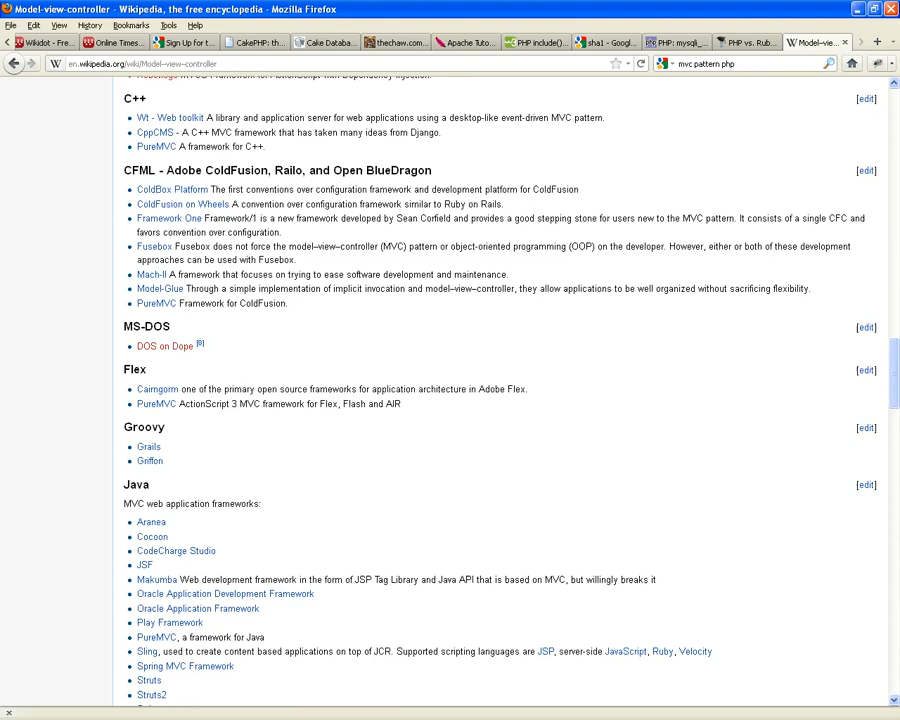 Model-view-controller - Wikipedia, the free encyclopedia - Mozilla Firefox
File Edit View History Bookmarks Tools Help
Wikidot - Fre... Online Times... Sign Up for t... CakePHP: th... Cake Databa... thechaw.com... Apache Tuto... PHP include()... sha1 - Googl... PHP: mysqli_... PHP vs. Rub... Model–vie...
en.wikipedia.org/wiki/Model–view–controller
mvc pattern php
C++ [edit]
Wt - Web toolkit A library and application server for web applications using a desktop-like event-driven MVC pattern.
CppCMS - A C++ MVC framework that has taken many ideas from Django.
PureMVC A framework for C++.
CFML - Adobe ColdFusion, Railo, and Open BlueDragon [edit]
ColdBox Platform The first conventions over configuration framework and development platform for ColdFusion
ColdFusion on Wheels A convention over configuration framework similar to Ruby on Rails.
Framework One Framework/1 is a new framework developed by Sean Corfield and provides a good stepping stone for users new to the MVC pattern. It consists of a single CFC and
favors convention over configuration.
Fusebox Fusebox does not force the model–view–controller (MVC) pattern or object-oriented programming (OOP) on the developer. However, either or both of these development
approaches can be used with Fusebox.
Mach-II A framework that focuses on trying to ease software development and maintenance.
Model-Glue Through a simple implementation of implicit invocation and model–view–controller, they allow applications to be well organized without sacrificing flexibility.
PureMVC Framework for ColdFusion.
MS-DOS [edit]
DOS on Dope [8]
Flex [edit]
Cairngorm one of the primary open source frameworks for application architecture in Adobe Flex.
PureMVC ActionScript 3 MVC framework for Flex, Flash and AIR
Groovy [edit]
Grails
Griffon
Java [edit]
MVC web application frameworks:
Aranea
Cocoon
CodeCharge Studio
JSF
Makumba Web development framework in the form of JSP Tag Library and Java API that is based on MVC, but willingly breaks it
Oracle Application Development Framework
Oracle Application Framework
Play Framework
PureMVC, a framework for Java
Sling, used to create content based applications on top of JCR. Supported scripting languages are JSP, server-side JavaScript, Ruby, Velocity
Spring MVC Framework
Struts
Struts2